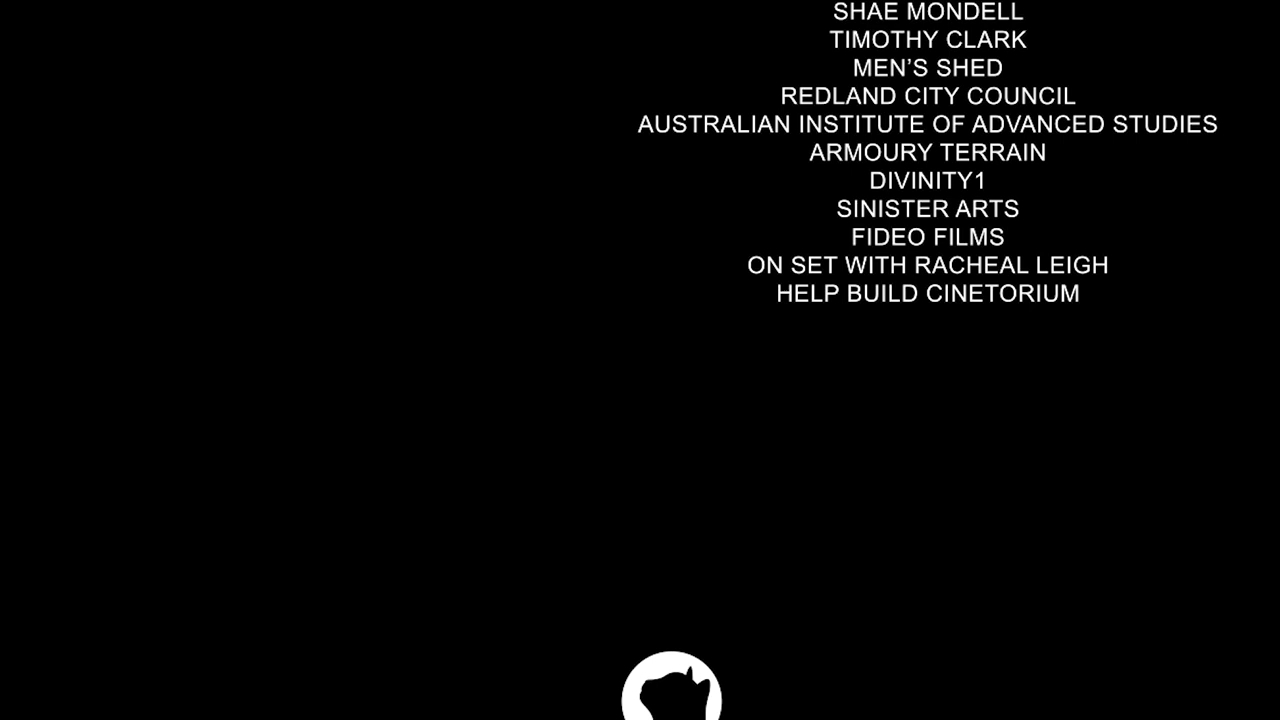 SHAE MONDELL
TIMOTHY CLARK
MEN’S SHED
REDLAND CITY COUNCIL
AUSTRALIAN INSTITUTE OF ADVANCED STUDIES
ARMOURY TERRAIN
DIVINITY1
SINISTER ARTS
FIDEO FILMS
ON SET WITH RACHEAL LEIGH
HELP BUILD CINETORIUM